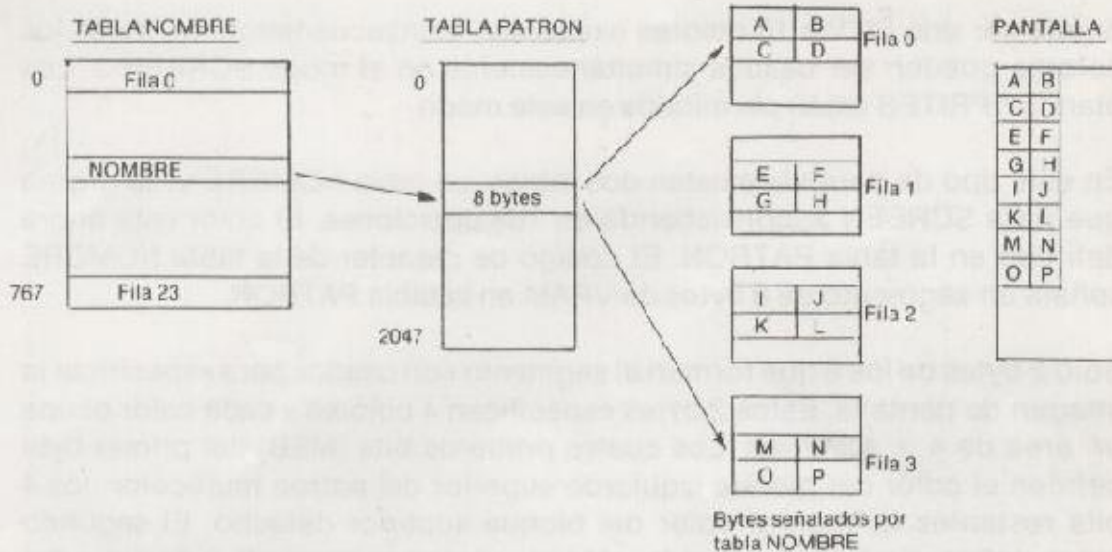 TABLA NOMBRE
TABLA PATRON
PANTALLA
0
Fila 0
NOMBRE
767
Fila 23
0
8 bytes
2047
A B
C D
Fila 0
E F
G H
Fila 1
I J
K L
Fila 2
M N
O P
Fila 3
Bytes señalados por
tabla NOMBRE
A B
C D
E F
G H
I J
K L
M N
O P